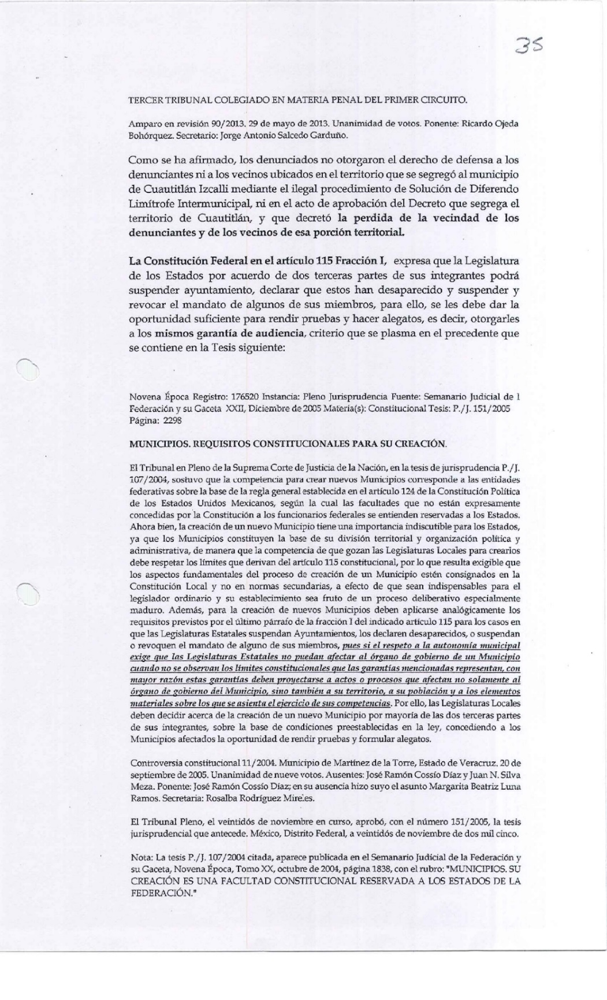 35
TERCER TRIBUNAL COLEGIADO EN MATERIA PENAL DEL PRIMER CIRCUITO.
Amparo en revisión 90/2013. 29 de mayo de 2013. Unanimidad de votos. Ponente: Ricardo Ojeda
Bohórquez. Secretario: Jorge Antonio Salcedo Garduño.
Como se ha afirmado, los denunciados no otorgaron el derecho de defensa a los
denunciantes ni a los vecinos ubicados en el territorio que se segregó al municipio
de Cuautitlán Izcalli mediante el ilegal procedimiento de Solución de Diferendo
Limítrofe Intermunicipal, ni en el acto de aprobación del Decreto que segrega el
territorio de Cuautitlán, y que decretó la perdida de la vecindad de los
denunciantes y de los vecinos de esa porción territorial.
La Constitución Federal en el artículo 115 Fracción I, expresa que la Legislatura
de los Estados por acuerdo de dos terceras partes de sus integrantes podrá
suspender ayuntamiento, declarar que estos han desaparecido y suspender y
revocar el mandato de algunos de sus miembros, para ello, se les debe dar la
oportunidad suficiente para rendir pruebas y hacer alegatos, es decir, otorgarles
a los mismos garantía de audiencia, criterio que se plasma en el precedente que
se contiene en la Tesis siguiente:
Novena Época Registro: 176520 Instancia: Pleno Jurisprudencia Fuente: Semanario Judicial de l
Federación y su Gaceta XXII, Diciembre de 2005 Materia(s): Constitucional Tesis: P./J. 151/2005
Página: 2298
MUNICIPIOS. REQUISITOS CONSTITUCIONALES PARA SU CREACIÓN.
El Tribunal en Pleno de la Suprema Corte de Justicia de la Nación, en la tesis de jurisprudencia P./J.
107/2004, sostuvo que la competencia para crear nuevos Municipios corresponde a las entidades
federativas sobre la base de la regla general establecida en el artículo 124 de la Constitución Política
de los Estados Unidos Mexicanos, según la cual las facultades que no están expresamente
concedidas por la Constitución a los funcionarios federales se entienden reservadas a los Estados.
Ahora bien, la creación de un nuevo Municipio tiene una importancia indiscutible para los Estados,
ya que los Municipios constituyen la base de su división territorial y organización política y
administrativa, de manera que la competencia de que gozan las Legislaturas Locales para crearlos
debe respetar los límites que derivan del artículo 115 constitucional, por lo que resulta exigible que
los aspectos fundamentales del proceso de creación de un Municipio estén consignados en la
Constitución Local y no en normas secundarias, a efecto de que sean indispensables para el
legislador ordinario y su establecimiento sea fruto de un proceso deliberativo especialmente
maduro. Además, para la creación de nuevos Municipios deben aplicarse analógicamente los
requisitos previstos por el último párrafo de la fracción I del indicado artículo 115 para los casos en
que las Legislaturas Estatales suspendan Ayuntamientos, los declaren desaparecidos, o suspendan
o revoquen el mandato de alguno de sus miembros, pues si el respeto a la autonomía municipal
exige que las Legislaturas Estatales no puedan afectar al órgano de gobierno de un Municipio
cuando no se observan los límites constitucionales que las garantías mencionadas representan, con
mayor razón estas garantías deben proyectarse a actos o procesos que afectan no solamente al
órgano de gobierno del Municipio, sino también a su territorio, a su población y a los elementos
materiales sobre los que se asienta el ejercicio de sus competencias. Por ello, las Legislaturas Locales
deben decidir acerca de la creación de un nuevo Municipio por mayoría de las dos terceras partes
de sus integrantes, sobre la base de condiciones preestablecidas en la ley, concediendo a los
Municipios afectados la oportunidad de rendir pruebas y formular alegatos.
Controversia constitucional 11/2004. Municipio de Martínez de la Torre, Estado de Veracruz. 20 de
septiembre de 2005. Unanimidad de nueve votos. Ausentes: José Ramón Cossío Díaz y Juan N. Silva
Meza. Ponente: José Ramón Cossío Díaz; en su ausencia hizo suyo el asunto Margarita Beatriz Luna
Ramos. Secretaria: Rosalba Rodríguez Mireles.
El Tribunal Pleno, el veintidós de noviembre en curso, aprobó, con el número 151/2005, la tesis
jurisprudencial que antecede. México, Distrito Federal, a veintidós de noviembre de dos mil cinco.
Nota: La tesis P./J. 107/2004 citada, aparece publicada en el Semanario Judicial de la Federación y
su Gaceta, Novena Época, Tomo XX, octubre de 2004, página 1838, con el rubro: "MUNICIPIOS. SU
CREACIÓN ES UNA FACULTAD CONSTITUCIONAL RESERVADA A LOS ESTADOS DE LA
FEDERACIÓN."